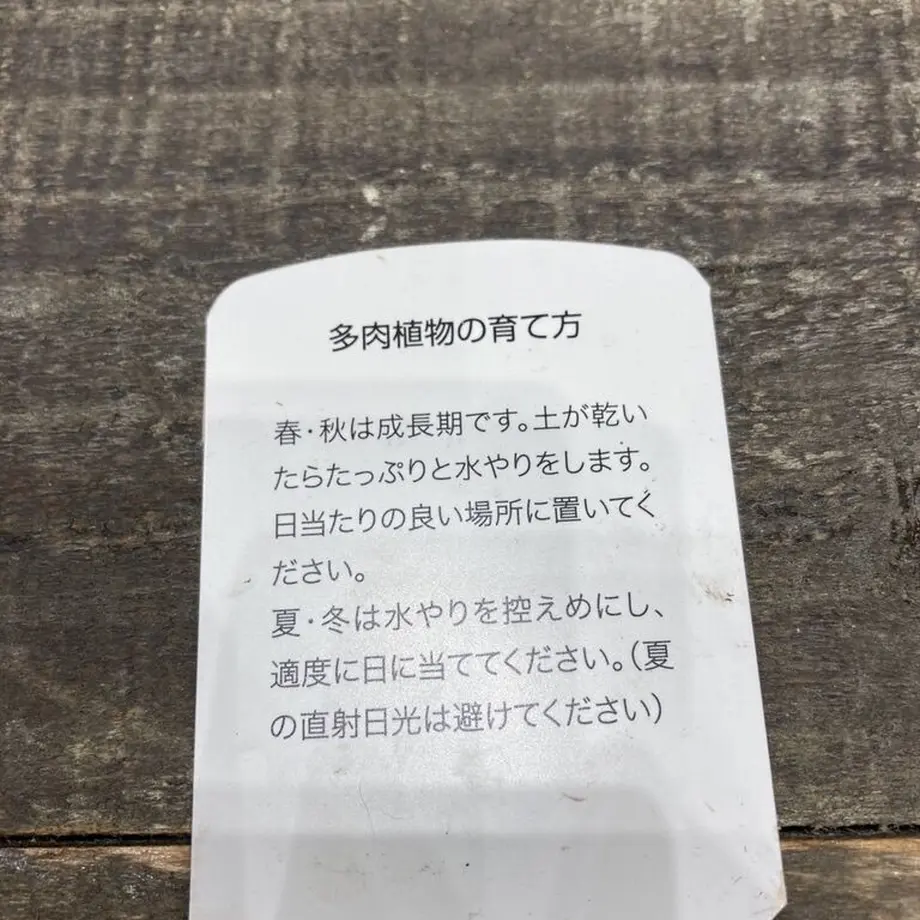 多肉植物の育て方
春・秋は成長期です。土が乾い
たらたっぷりと水やりをします。
日当たりの良い場所に置いてく
ださい。
夏・冬は水やりを控えめにし、
適度に日に当ててください。（夏
の直射日光は避けてください）